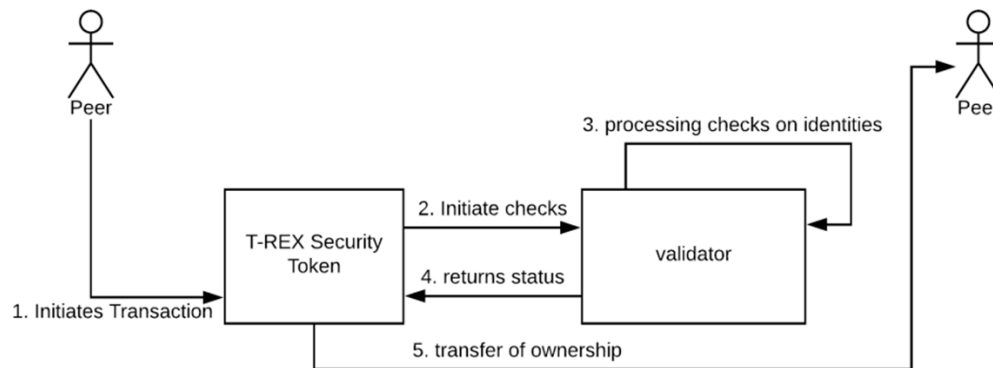 Peer
Pee
3. processing checks on identities
2. Initiate checks
T-REX Security
Token
validator
4. returns status
1. Initiates Transaction
5. transfer of ownership